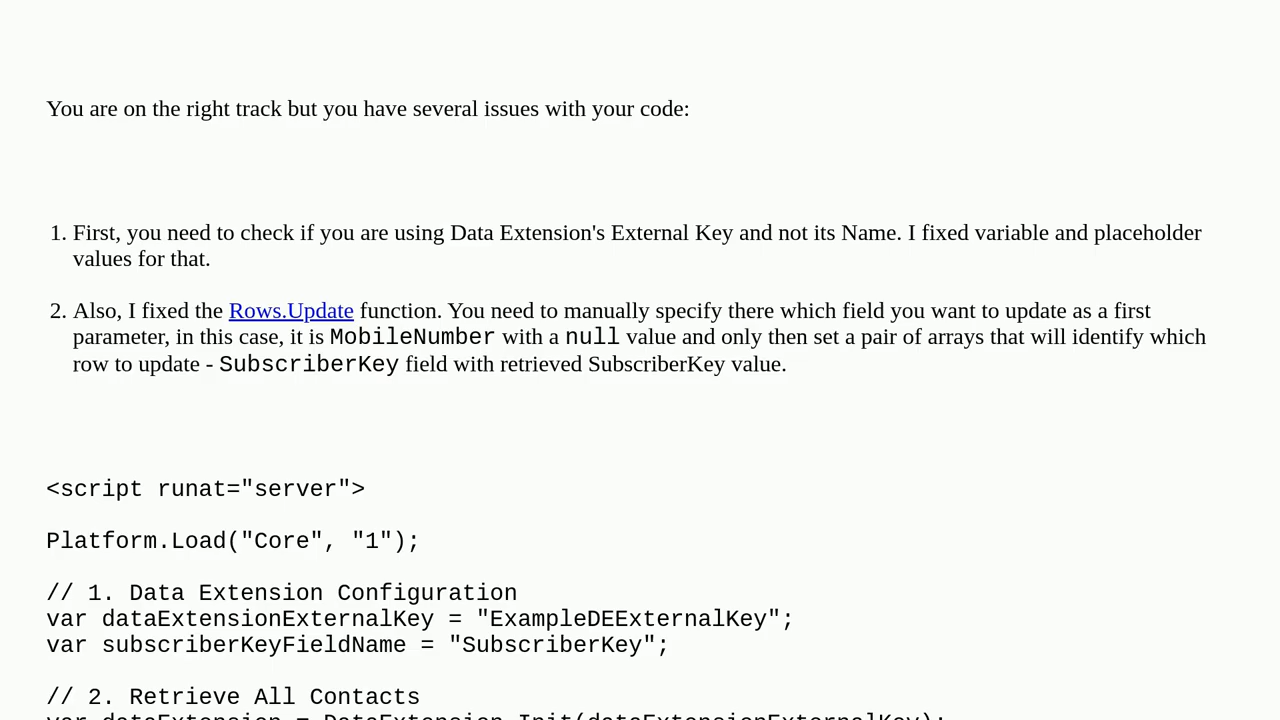 You are on the right track but you have several issues with your code:
1. First, you need to check if you are using Data Extension's External Key and not its Name. I fixed variable and placeholder
values for that.
2. Also, I fixed the Rows.Update function. You need to manually specify there which field you want to update as a first
parameter, in this case, it is MobileNumber with a null value and only then set a pair of arrays that will identify which
row to update - SubscriberKey field with retrieved SubscriberKey value.
<script runat="server">
Platform.Load("Core", "1");
// 1. Data Extension Configuration
var dataExtensionExternalKey = "ExampleDEExternalKey";
var subscriberKeyFieldName = "SubscriberKey";
// 2. Retrieve All Contacts
var dataExtension = DataExtension.Init(dataExtensionExternalKey);